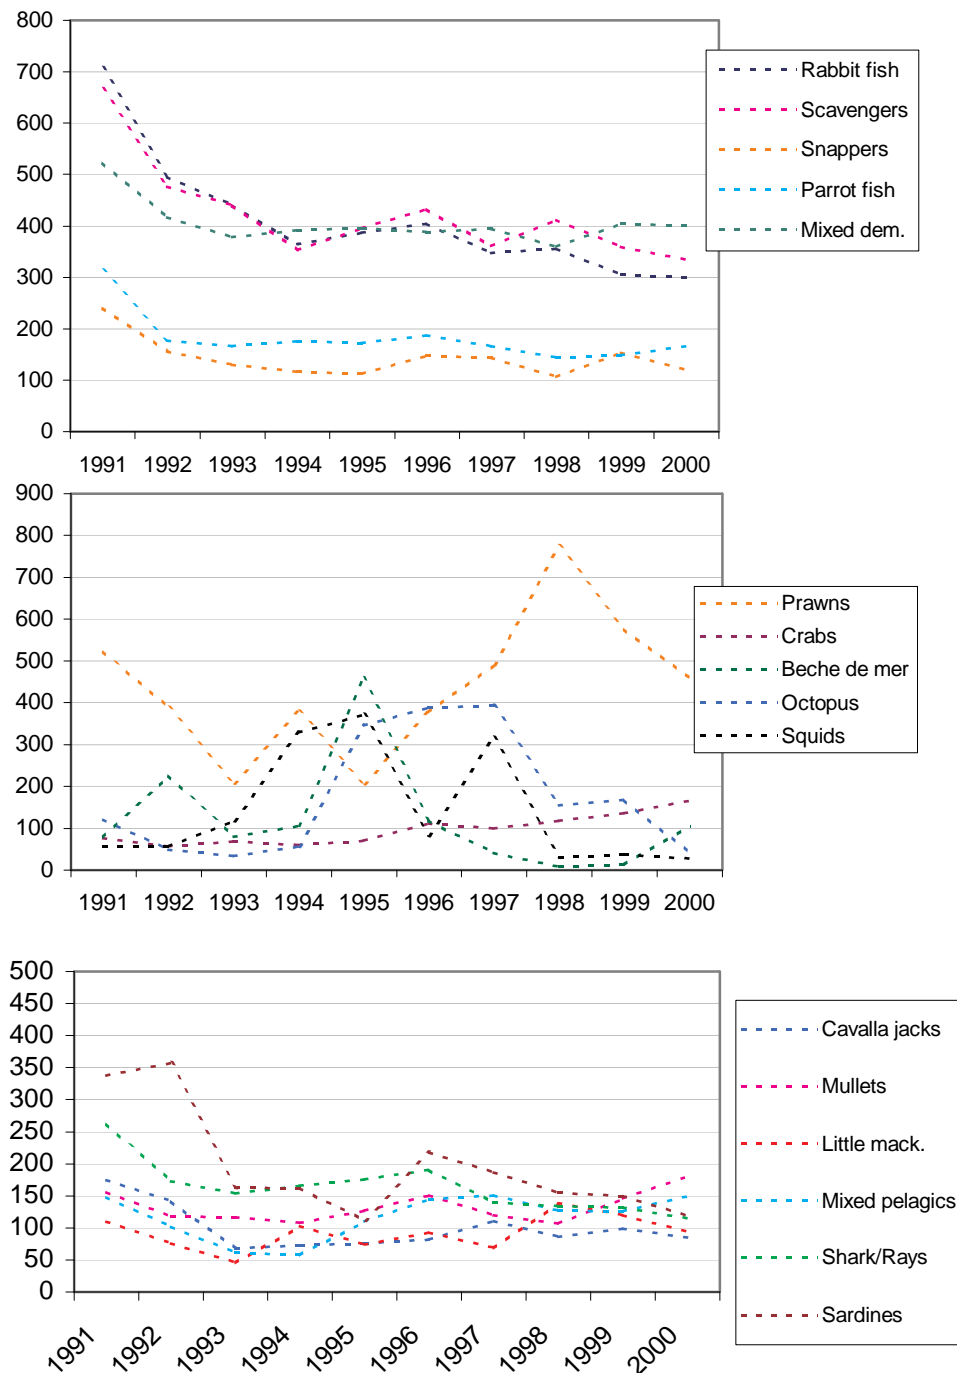 800
700
600
500
400
300
200
100
0
1991 1992 1993 1994 1995 1996 1997 1998 1999 2000
Rabbit fish
Scavengers
Snappers
Parrot fish
Mixed dem.
900
800
700
600
500
400
300
200
100
0
1991 1992 1993 1994 1995 1996 1997 1998 1999 2000
Prawns
Crabs
Beche de mer
Octopus
Squids
500
450
400
350
300
250
200
150
100
50
0
1991 1992 1993 1994 1995 1996 1997 1998 1999 2000
Cavalla jacks
Mullets
Little mack.
Mixed pelagics
Shark/Rays
Sardines